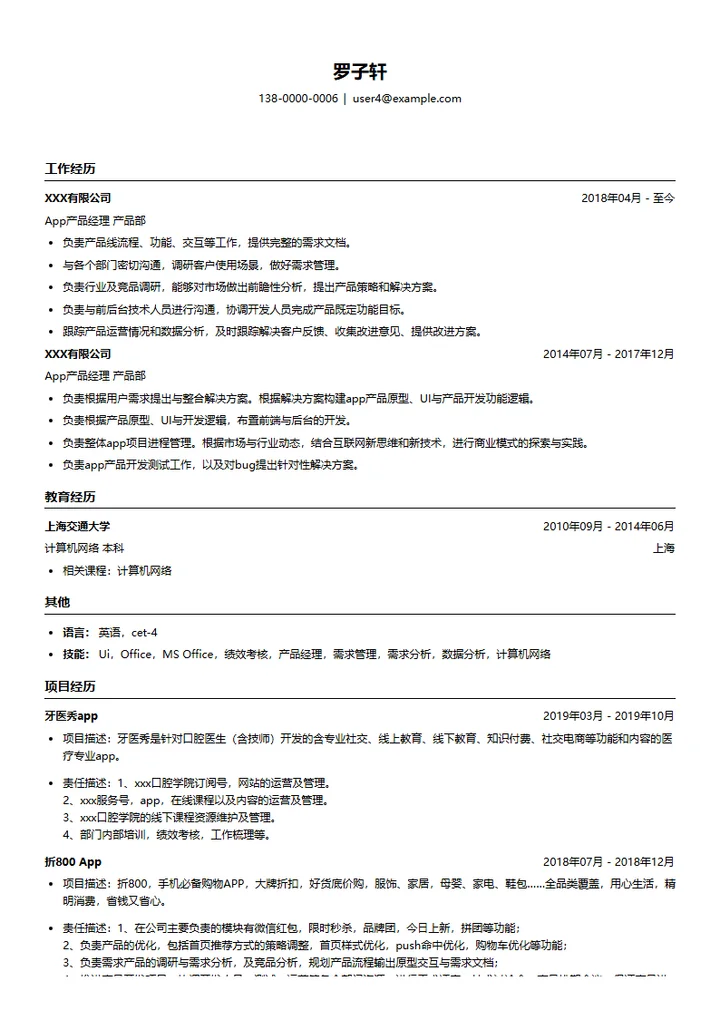 罗子轩
138-0000-0006 | user4@example.com
工作经历
XXX有限公司 2018年04月 - 至今
App产品经理 产品部
• 负责产品线流程、功能、交互等工作，提供完整的需求文档。
• 与各个部门密切沟通，调研客户使用场景，做好需求管理。
• 负责行业及竞品调研，能够对市场做出前瞻性分析，提出产品策略和解决方案。
• 负责与前后台技术人员进行沟通，协调开发人员完成产品既定功能目标。
• 跟踪产品运营情况和数据分析，及时跟踪解决客户反馈、收集改进意见、提供改进方案。
XXX有限公司 2014年07月 - 2017年12月
App产品经理 产品部
• 负责根据用户需求提出与整合解决方案。根据解决方案构建app产品原型、UI与产品开发功能逻辑。
• 负责根据产品原型、UI与开发逻辑，布置前端与后台的开发。
• 负责整体app项目进程管理。根据市场与行业动态，结合互联网新思维和新技术，进行商业模式的探索与实践。
• 负责app产品开发测试工作，以及对bug提出针对性解决方案。
教育经历
上海交通大学 2010年09月 - 2014年06月
计算机网络 本科 上海
• 相关课程：计算机网络
其他
• 语言： 英语，cet-4
• 技能： Ui，Office，MS Office，绩效考核，产品经理，需求管理，需求分析，数据分析，计算机网络
项目经历
牙医秀app 2019年03月 - 2019年10月
• 项目描述：牙医秀是针对口腔医生（含技师）开发的含专业社交、线上教育、线下教育、知识付费、社交电商等功能和内容的医
疗专业app。
• 责任描述：1、xxx口腔学院订阅号，网站的运营及管理。
2、xxx服务号，app，在线课程以及内容的运营及管理。
3、xxx口腔学院的线下课程资源维护及管理。
4、部门内部培训，绩效考核，工作梳理等。
折800 App 2018年07月 - 2018年12月
• 项目描述：折800，手机必备购物APP，大牌折扣，好货底价购，服饰、家居，母婴、家电、鞋包……全品类覆盖，用心生活，精
明消费，省钱又省心。
• 责任描述：1、在公司主要负责的模块有微信红包，限时秒杀，品牌团，今日上新，拼团等功能；
2、负责产品的优化，包括首页推荐方式的策略调整，首页样式优化，push命中优化，购物车优化等功能；
3、负责需求产品的调研与需求分析，及竞品分析，规划产品流程输出原型交互与需求文档；